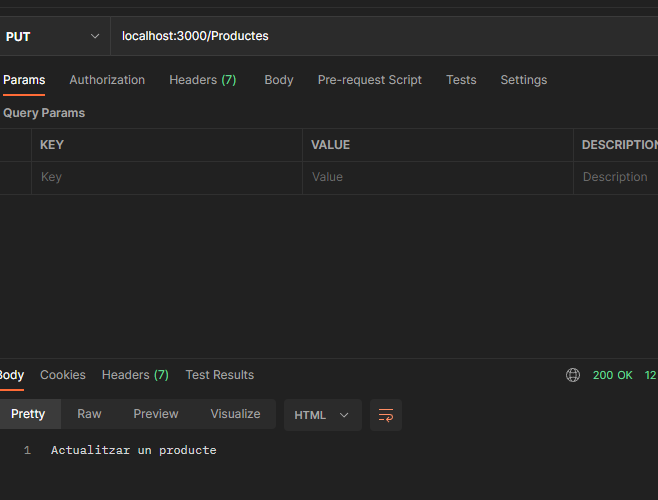 PUT localhost:3000/Productes
Params Authorization Headers (7) Body Pre-request Script Tests Settings
Query Params
KEY VALUE DESCRIPTION
Key Value Description
Body Cookies Headers (7) Test Results 200 OK 12
Pretty Raw Preview Visualize HTML
1 Actualitzar un producte